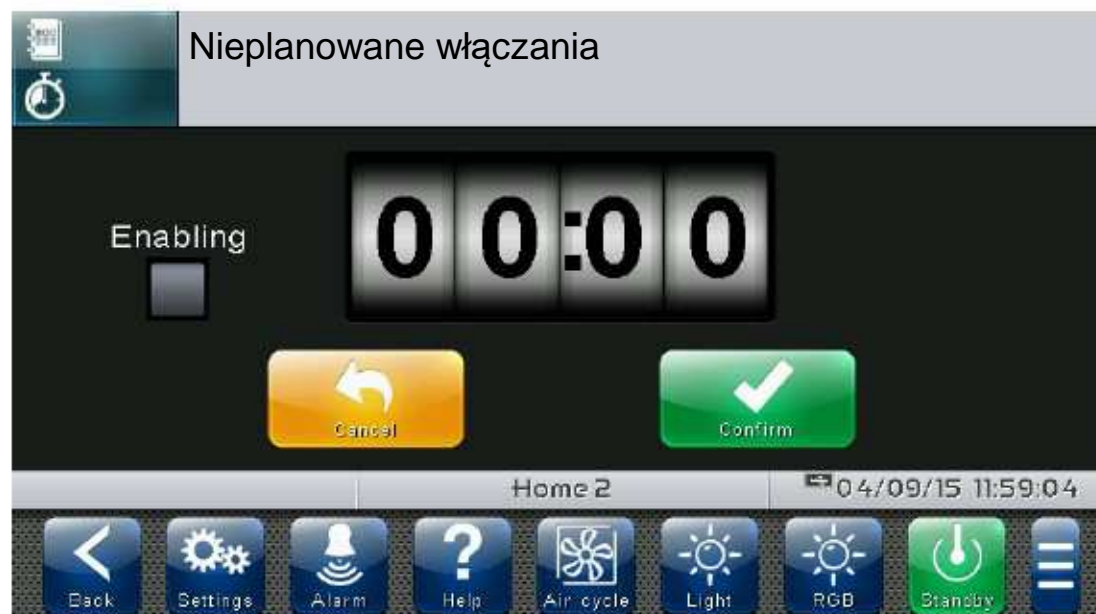 Nieplanowane włączania
Enabling
00:00
Cancel
Confirm
Home 2
04/09/15 11:59:04
Back
Settings
Alarm
Help
Air cycle
Light
RGB
Standby